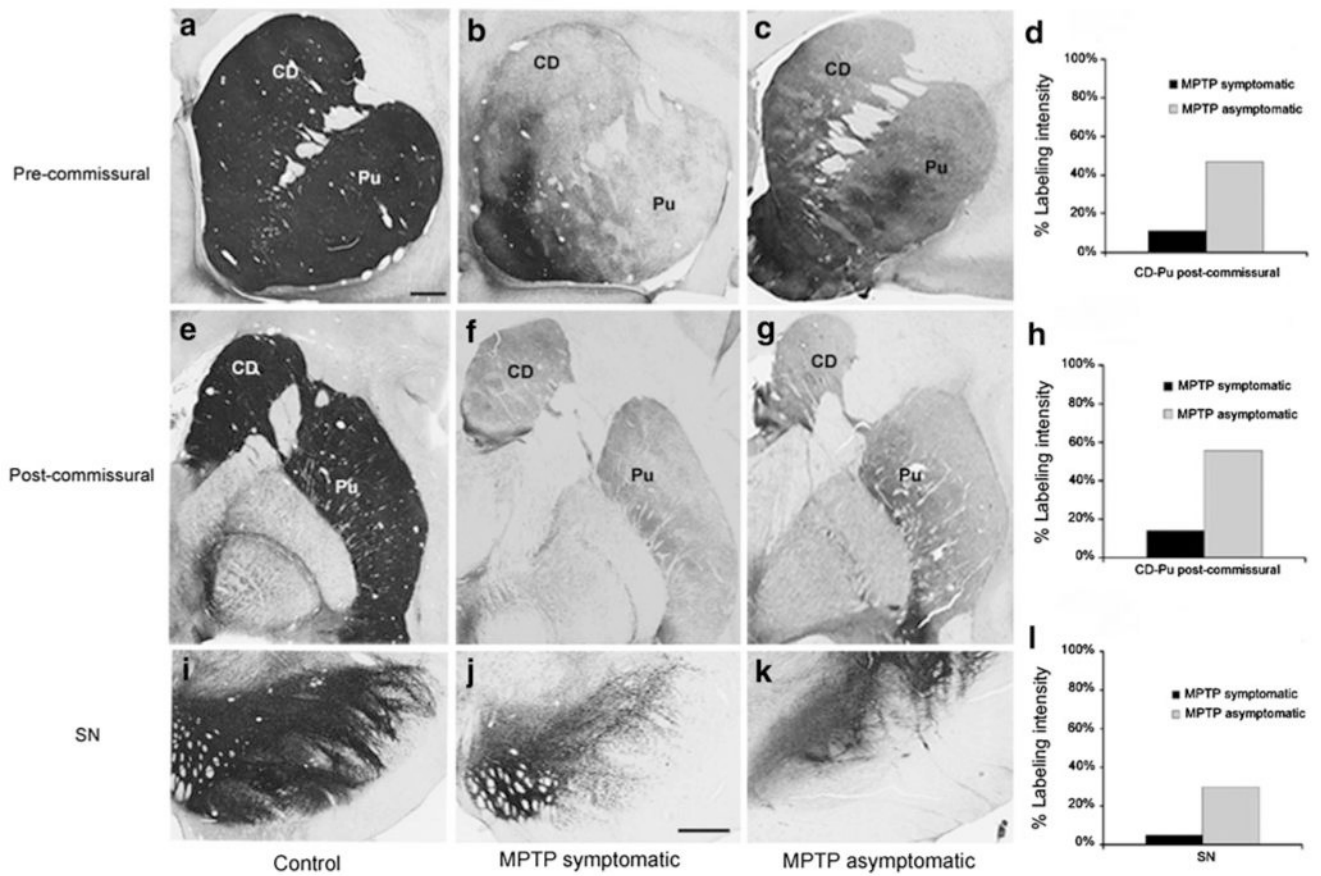 a
CD
Pu
b
CD
Pu
c
CD
Pu
d
100%
80%
60%
40%
20%
0%
% Labeling intensity
MPTP symptomatic
MPTP asymptomatic
CD-Pu post-commissural
Pre-commissural
e
CD
Pu
f
CD
Pu
g
CD
Pu
h
100%
80%
60%
40%
20%
0%
% Labeling intensity
MPTP symptomatic
MPTP asymptomatic
CD-Pu post-commissural
Post-commissural
i
j
k
l
100%
80%
60%
40%
20%
0%
% Labeling intensity
MPTP symptomatic
MPTP asymptomatic
SN
SN
Control
MPTP symptomatic
MPTP asymptomatic